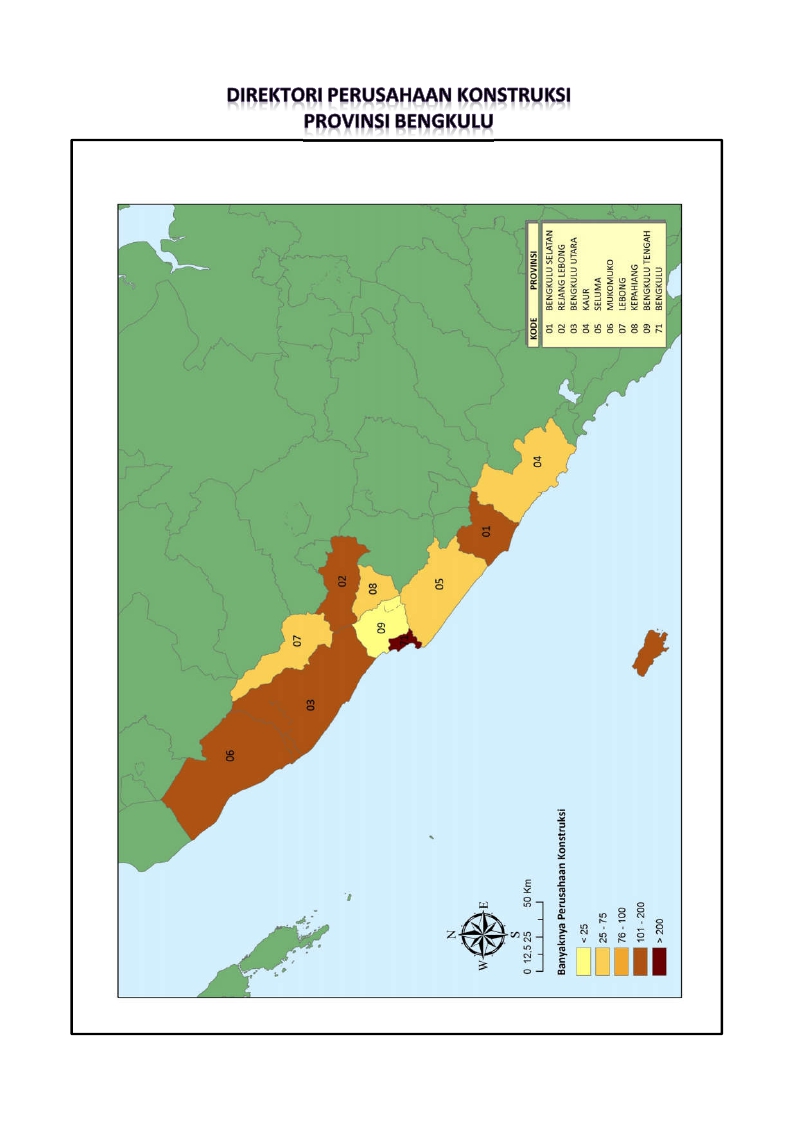 DIREKTORI PERUSAHAAN KONSTRUKSI
PROVINSI BENGKULU
KODE PROVINSI
01 BENGKULU SELATAN
02 REJANG LEBONG
03 BENGKULU UTARA
04 KAUR
05 SELUMA
06 MUKOMUKO
07 LEBONG
08 KEPAHIANG
09 BENGKULU TENGAH
71 BENGKULU
04
01
02
08
05
09
07
03
06
N
W E
S
0 12.5 25 50 Km
Banyaknya Perusahaan Konstruksi
< 25
25 - 75
76 - 100
101 - 200
> 200